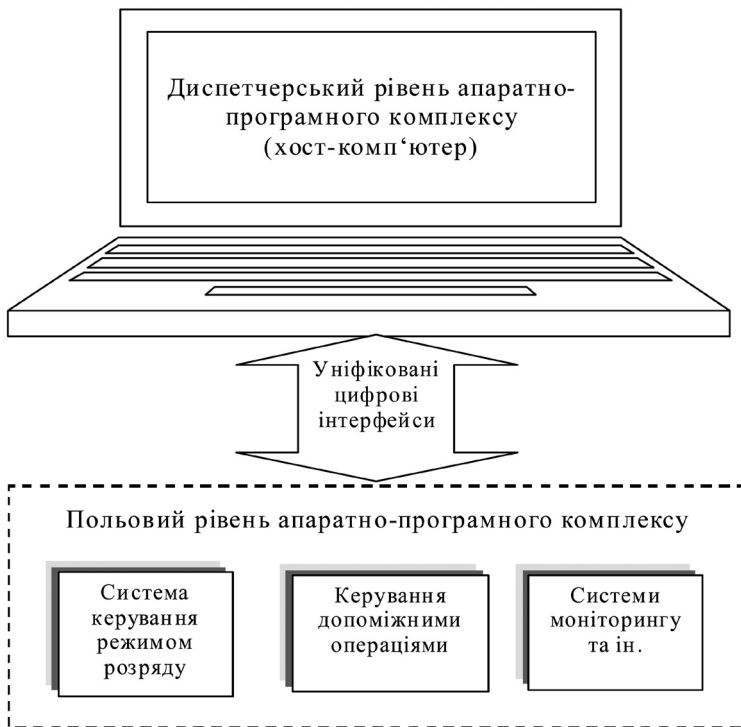 Диспетчерський рівень апаратно-
програмного комплексу
(хост-комп‘ютер)
Уніфіковані
цифрові
інтерфейси
Польовий рівень апаратно-програмного комплексу
Система
керування
режимом
розряду
Керування
допоміжними
операціями
Системи
моніторингу
та ін.